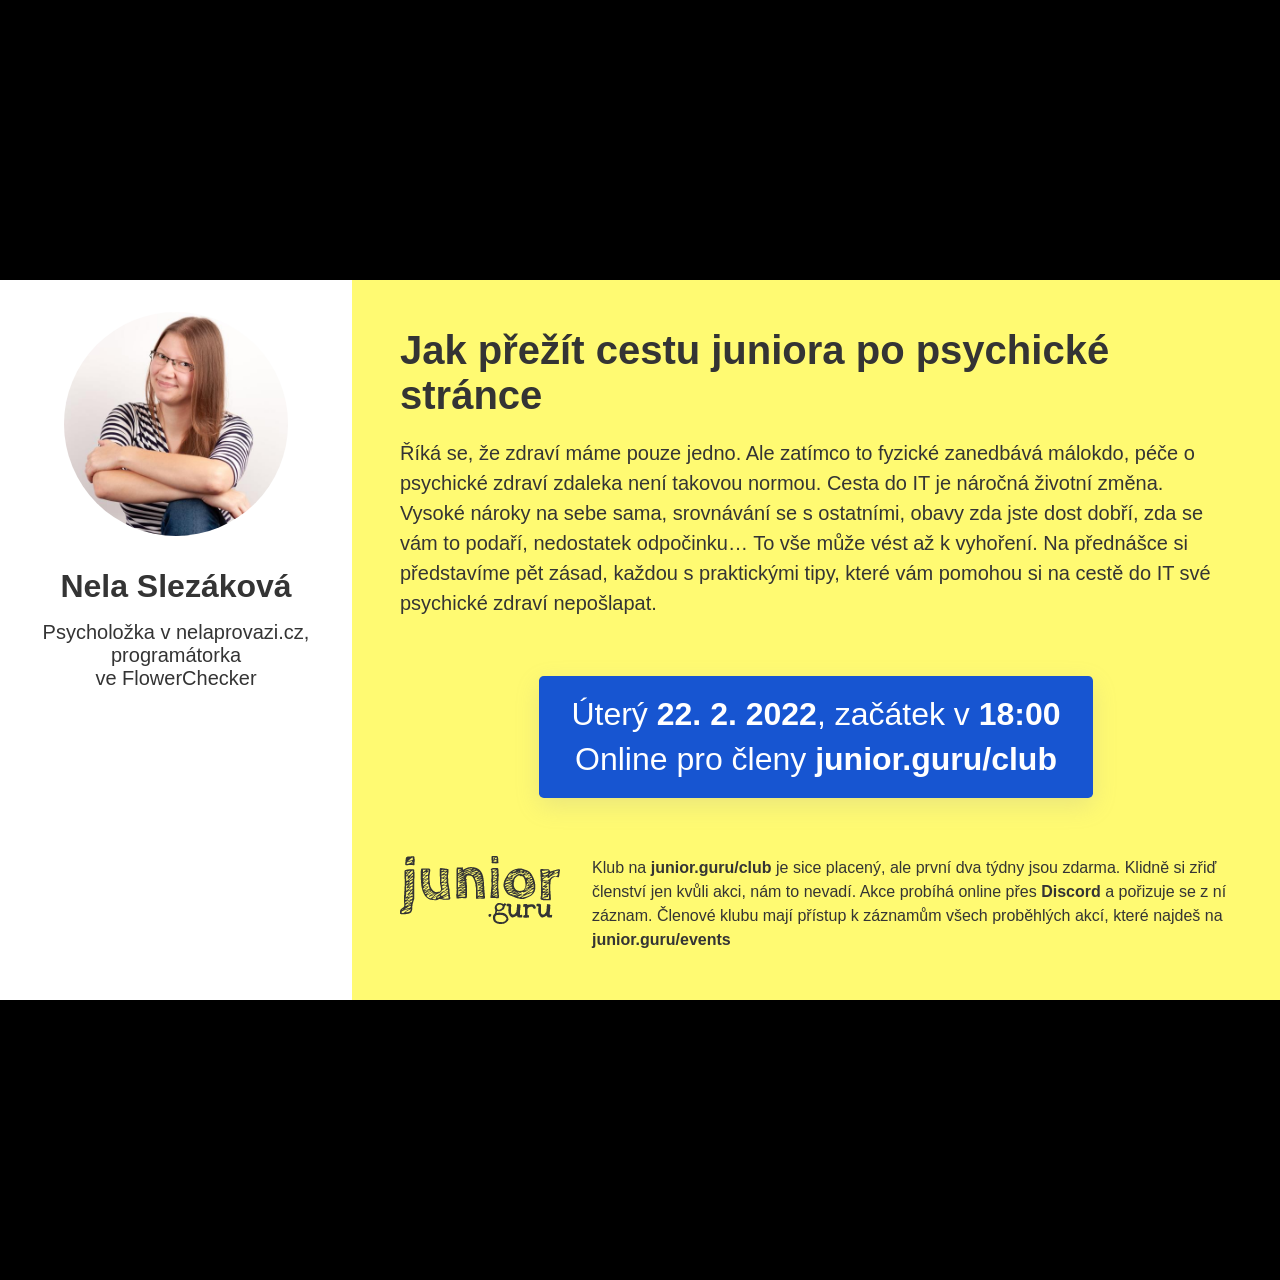 Nela Slezáková
Psycholožka v nelaprovazi.cz,
programátorka
ve FlowerChecker
Jak přežít cestu juniora po psychické
stránce
Říká se, že zdraví máme pouze jedno. Ale zatímco to fyzické zanedbává málokdo, péče o
psychické zdraví zdaleka není takovou normou. Cesta do IT je náročná životní změna.
Vysoké nároky na sebe sama, srovnávání se s ostatními, obavy zda jste dost dobří, zda se
vám to podaří, nedostatek odpočinku… To vše může vést až k vyhoření. Na přednášce si
představíme pět zásad, každou s praktickými tipy, které vám pomohou si na cestě do IT své
psychické zdraví nepošlapat.
Úterý 22. 2. 2022, začátek v 18:00
Online pro členy junior.guru/club
junior
.guru
Klub na junior.guru/club je sice placený, ale první dva týdny jsou zdarma. Klidně si zřiď
členství jen kvůli akci, nám to nevadí. Akce probíhá online přes Discord a pořizuje se z ní
záznam. Členové klubu mají přístup k záznamům všech proběhlých akcí, které najdeš na
junior.guru/events